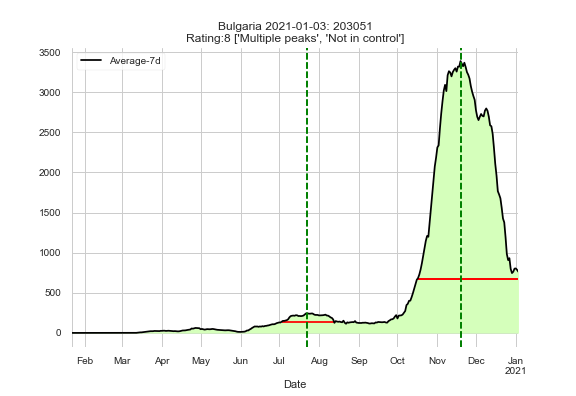 Bulgaria 2021-01-03: 203051
Rating:8 ['Multiple peaks', 'Not in control']
Average-7d
3500
3000
2500
2000
1500
1000
500
0
Feb Mar Apr May Jun Jul Aug Sep Oct Nov Dec Jan
2021
Date